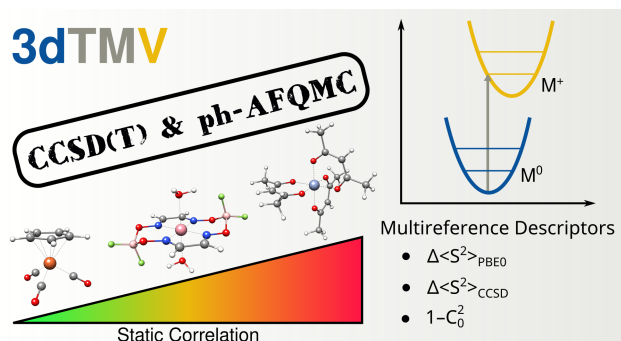 3dTMV
CCSD(T) & ph-AFQMC
M⁺
M⁰
Multireference Descriptors
• Δ<S²>PBE0
• Δ<S²>CCSD
• 1–C₀²
Static Correlation